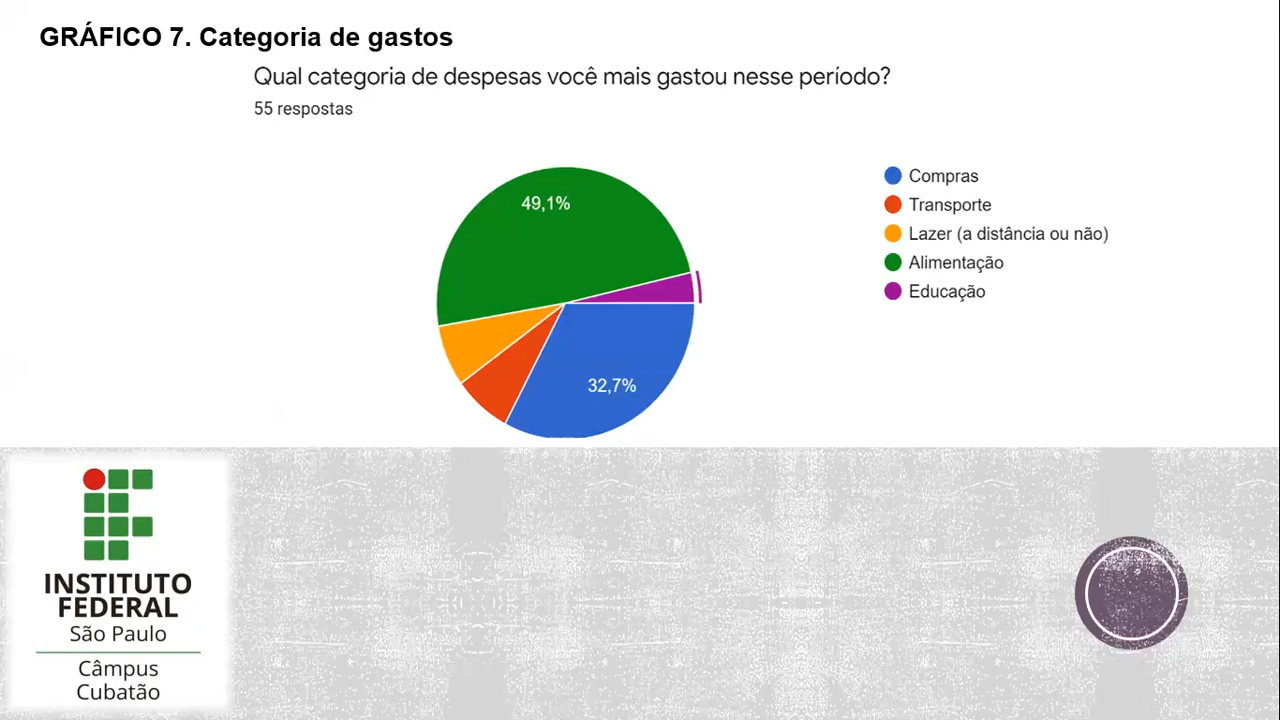 GRÁFICO 7. Categoria de gastos
Qual categoria de despesas você mais gastou nesse período?
55 respostas
49,1%
32,7%
Compras
Transporte
Lazer (a distância ou não)
Alimentação
Educação
INSTITUTO
FEDERAL
São Paulo
Câmpus
Cubatão